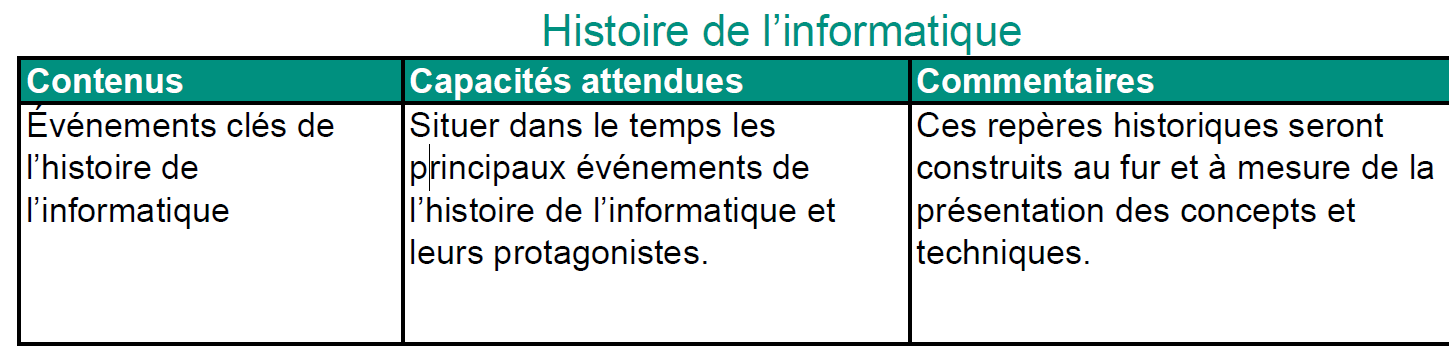 Histoire de l’informatique
Contenus
Capacités attendues
Commentaires
Événements clés de
l’histoire de
l’informatique
Situer dans le temps les
principaux événements de
l’histoire de l’informatique et
leurs protagonistes.
Ces repères historiques seront
construits au fur et à mesure de la
présentation des concepts et
techniques.